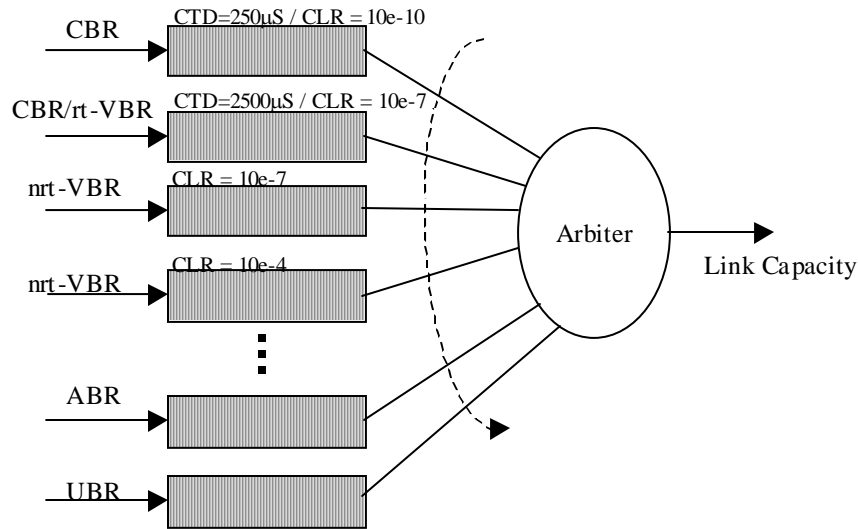 CTD=250µS / CLR = 10e-10
CBR
CTD=2500µS / CLR = 10e-7
CBR/rt-VBR
CLR = 10e-7
nrt-VBR
CLR = 10e-4
nrt-VBR
Arbiter
Link Capacity
ABR
UBR